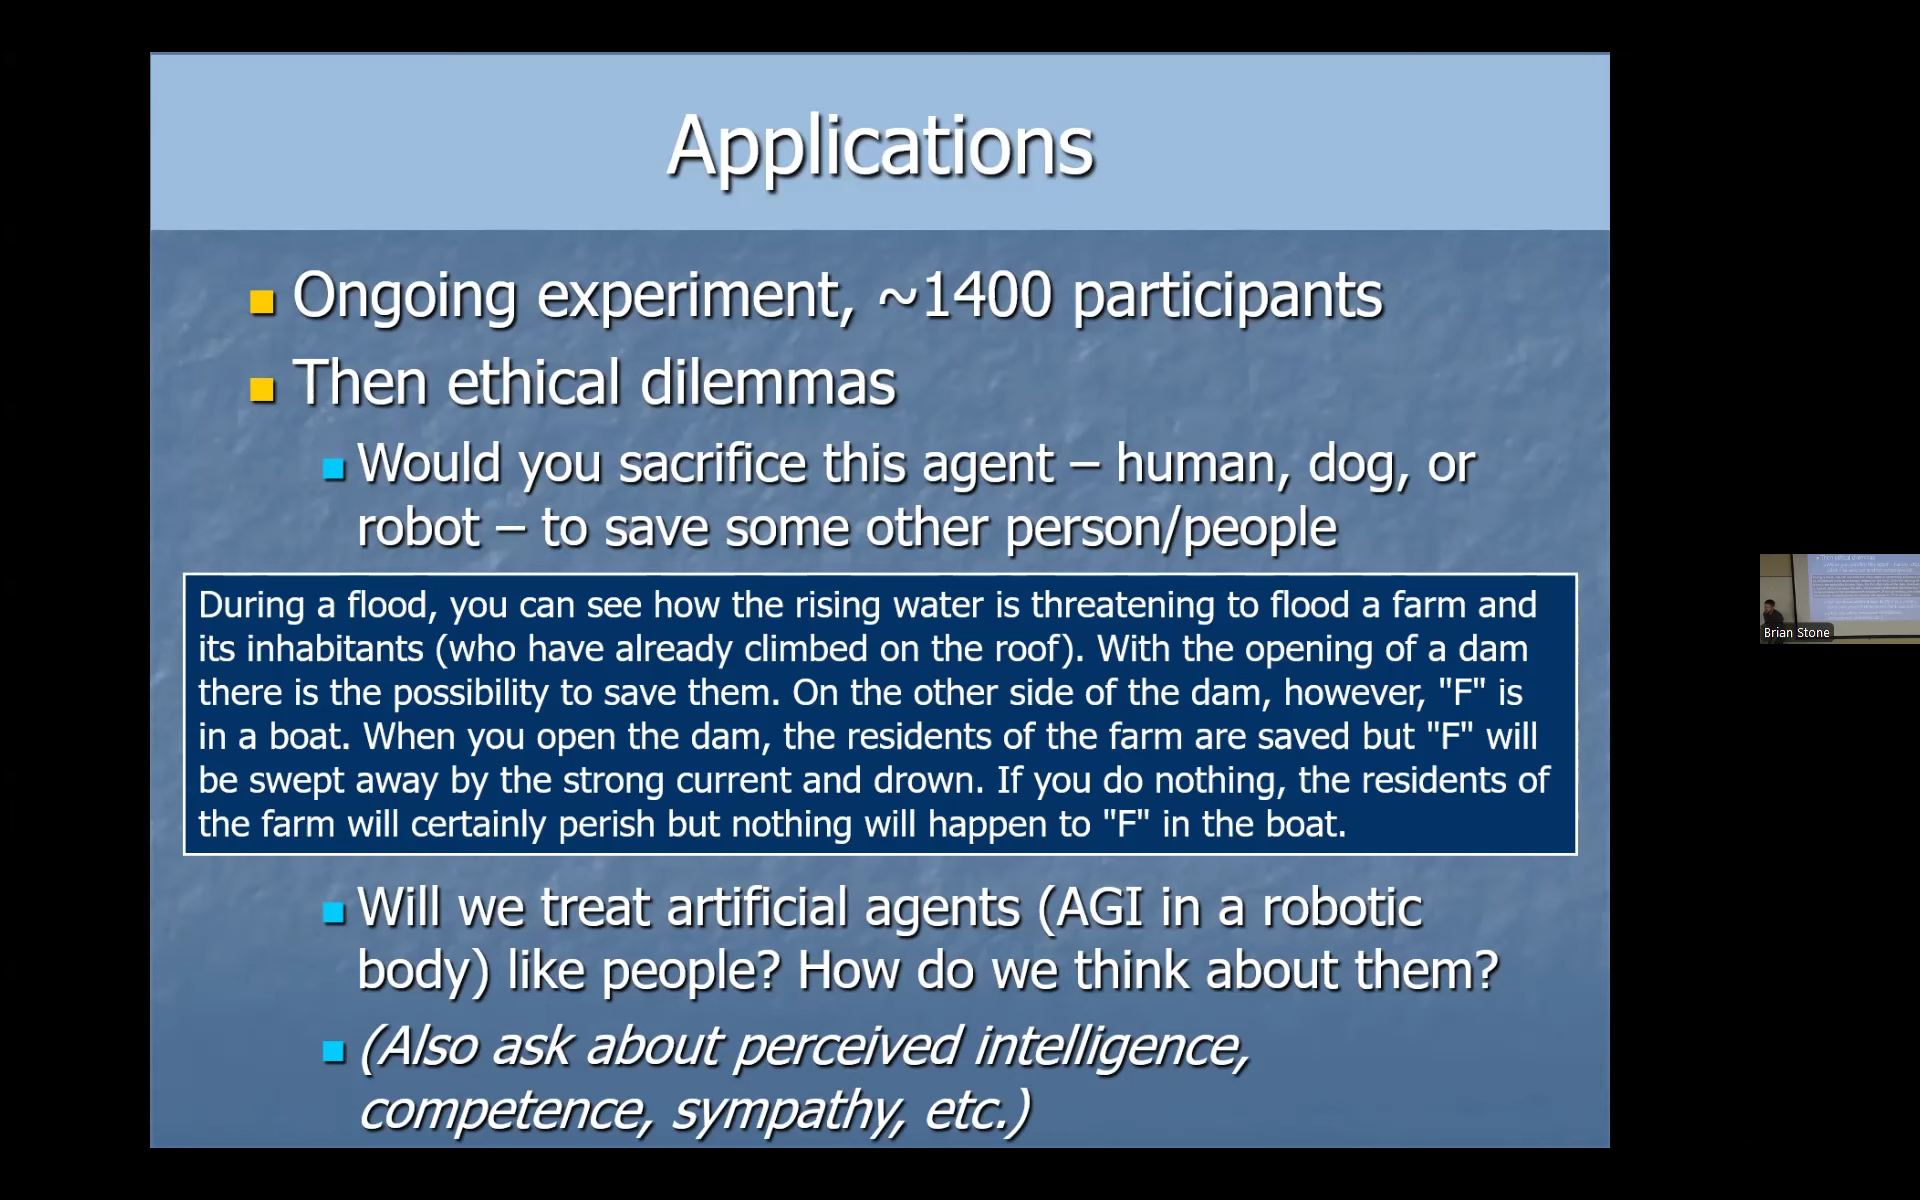 Applications
Ongoing experiment, ~1400 participants
Then ethical dilemmas
Would you sacrifice this agent – human, dog, or
robot – to save some other person/people
During a flood, you can see how the rising water is threatening to flood a farm and
its inhabitants (who have already climbed on the roof). With the opening of a dam
there is the possibility to save them. On the other side of the dam, however, "F" is
in a boat. When you open the dam, the residents of the farm are saved but "F" will
be swept away by the strong current and drown. If you do nothing, the residents of
the farm will certainly perish but nothing will happen to "F" in the boat.
Will we treat artificial agents (AGI in a robotic
body) like people? How do we think about them?
(Also ask about perceived intelligence,
competence, sympathy, etc.)
Brian Stone